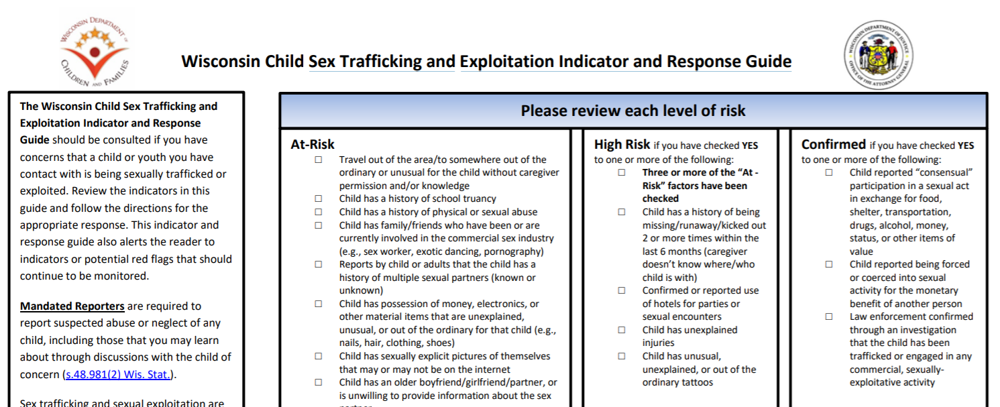 WISCONSIN DEPARTMENT OF
CHILDREN AND FAMILIES
Wisconsin Child Sex Trafficking and Exploitation Indicator and Response Guide
WISCONSIN DEPARTMENT OF JUSTICE
OFFICE OF THE ATTORNEY GENERAL
The Wisconsin Child Sex Trafficking and
Exploitation Indicator and Response
Guide should be consulted if you have
concerns that a child or youth you have
contact with is being sexually trafficked or
exploited. Review the indicators in this
guide and follow the directions for the
appropriate response. This indicator and
response guide also alerts the reader to
indicators or potential red flags that should
continue to be monitored.
Mandated Reporters are required to
report suspected abuse or neglect of any
child, including those that you may learn
about through discussions with the child of
concern (s.48.981(2) Wis. Stat.).
Sex trafficking and sexual exploitation are
Please review each level of risk
At-Risk
☐ Travel out of the area/to somewhere out of the
ordinary or unusual for the child without caregiver
permission and/or knowledge
☐ Child has a history of school truancy
☐ Child has a history of physical or sexual abuse
☐ Child has family/friends who have been or are
currently involved in the commercial sex industry
(e.g., sex worker, exotic dancing, pornography)
☐ Reports by child or adults that the child has a
history of multiple sexual partners (known or
unknown)
☐ Child has possession of money, electronics, or
other material items that are unexplained,
unusual, or out of the ordinary for that child (e.g.,
nails, hair, clothing, shoes)
☐ Child has sexually explicit pictures of themselves
that may or may not be on the internet
☐ Child has an older boyfriend/girlfriend/partner, or
is unwilling to provide information about the sex
High Risk if you have checked YES
to one or more of the following:
☐ Three or more of the “At -
Risk” factors have been
checked
☐ Child has a history of being
missing/runaway/kicked out
2 or more times within the
last 6 months (caregiver
doesn’t know where/who
child is with)
☐ Confirmed or reported use
of hotels for parties or
sexual encounters
☐ Child has unexplained
injuries
☐ Child has unusual,
unexplained, or out of the
ordinary tattoos
Confirmed if you have checked YES
to one or more of the following:
☐ Child reported “consensual”
participation in a sexual act
in exchange for food,
shelter, transportation,
drugs, alcohol, money,
status, or other items of
value
☐ Child reported being forced
or coerced into sexual
activity for the monetary
benefit of another person
☐ Law enforcement confirmed
through an investigation
that the child has been
trafficked or engaged in any
commercial, sexually-
exploitative activity